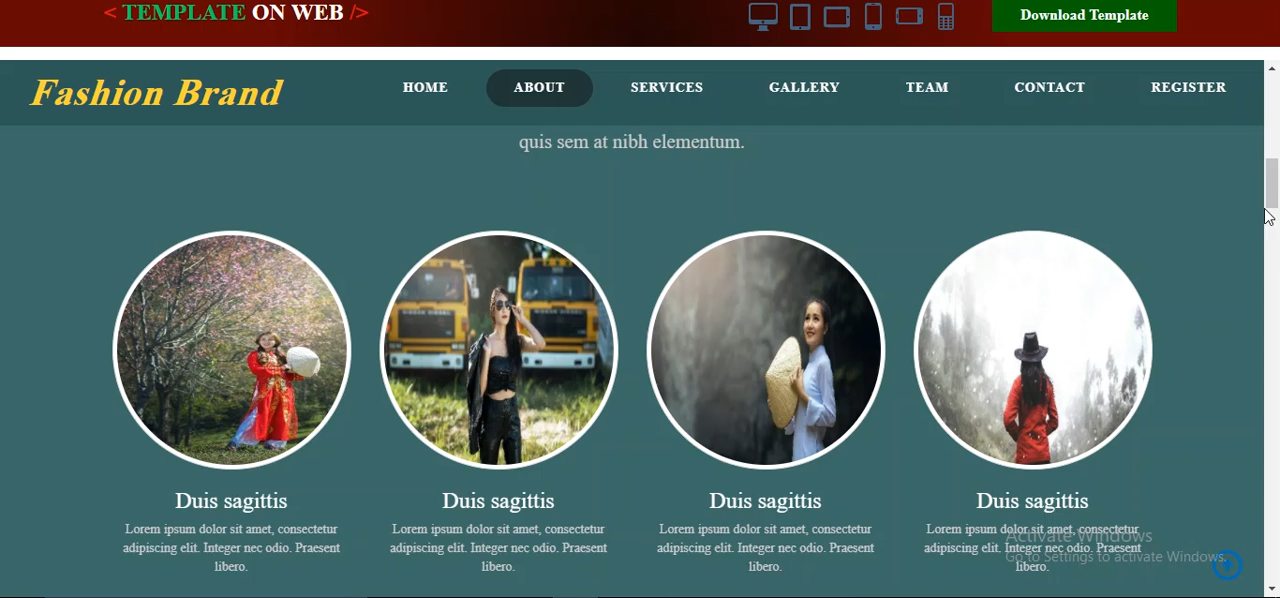 < TEMPLATE ON WEB />
Download Template
Fashion Brand
HOME ABOUT SERVICES GALLERY TEAM CONTACT REGISTER
quis sem at nibh elementum.
Duis sagittis
Lorem ipsum dolor sit amet, consectetur
adipiscing elit. Integer nec odio. Praesent
libero.
Duis sagittis
Lorem ipsum dolor sit amet, consectetur
adipiscing elit. Integer nec odio. Praesent
libero.
Duis sagittis
Lorem ipsum dolor sit amet, consectetur
adipiscing elit. Integer nec odio. Praesent
libero.
Duis sagittis
Lorem ipsum dolor sit amet, consectetur
adipiscing elit. Integer nec odio. Praesent
libero.
Activate Windows
Go to Settings to activate Windows.